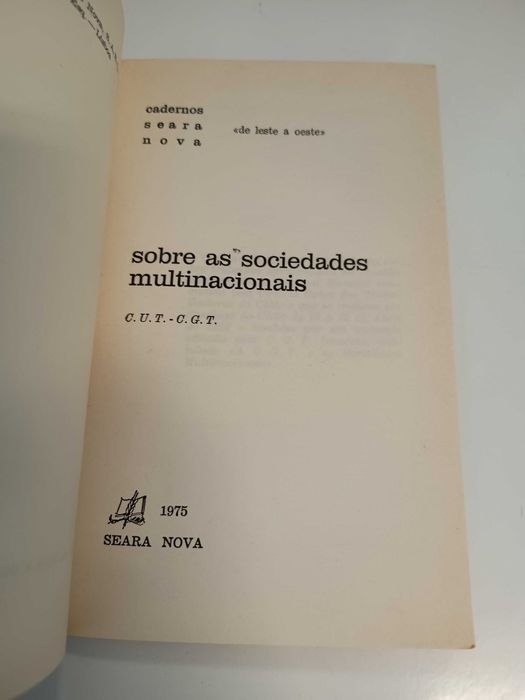 cadernos
seara
nova
«de leste a oeste»
sobre as sociedades
multinacionais
C. U. T. - C. G. T.
1975
SEARA NOVA